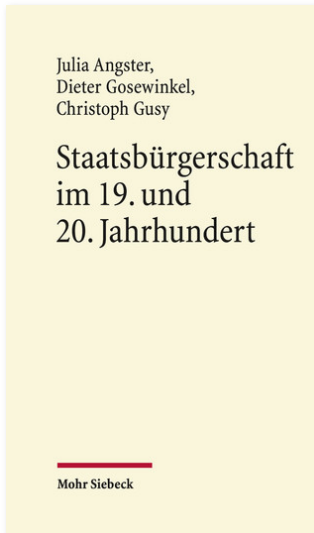 Julia Angster,
Dieter Gosewinkel,
Christoph Gusy
Staatsbürgerschaft
im 19. und
20. Jahrhundert
Mohr Siebeck